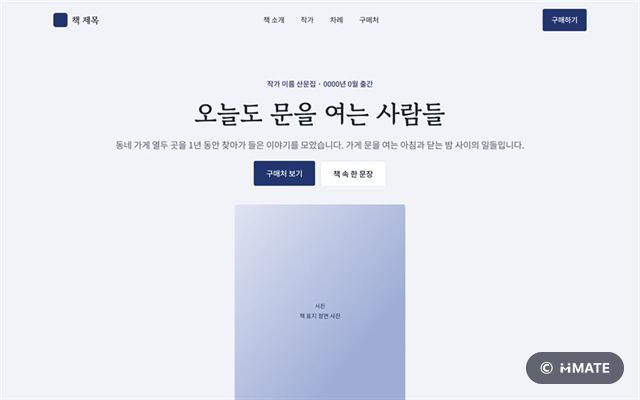 책 제목
책 소개 작가 차례 구매처
구매하기
작가 이름 산문집 · 0000년 0월 출간
오늘도 문을 여는 사람들
동네 가게 열두 곳을 1년 동안 찾아가 들은 이야기를 모았습니다. 가게 문을 여는 아침과 닫는 밤 사이의 일들입니다.
구매처 보기 책 속 한 문장
사진
책 표지 정면 사진
© MMATE